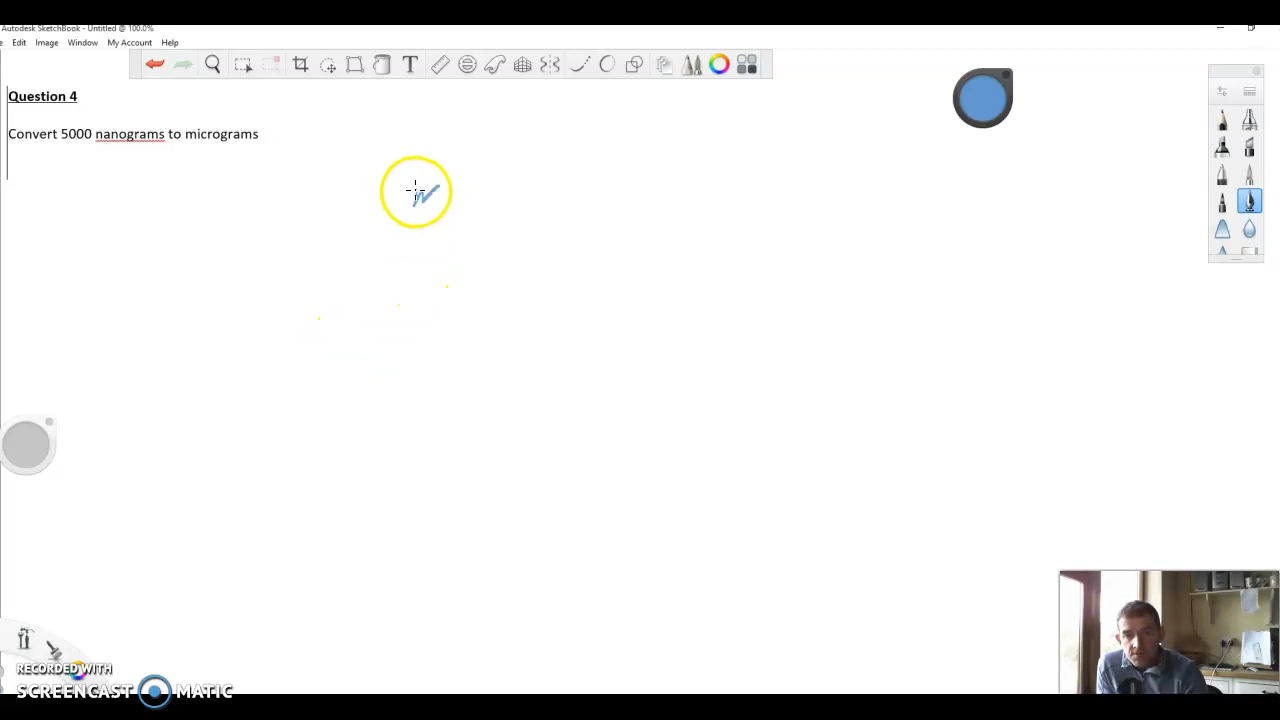 Autodesk SketchBook - Untitled @ 100.0%
Edit Image Window My Account Help
T
Question 4
Convert 5000 nanograms to micrograms
RECORDED WITH
SCREENCAST MATIC